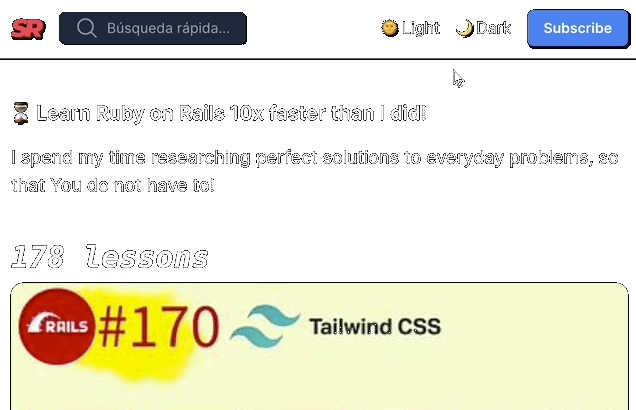 SR
Búsqueda rápida...
🌞 Light
🌙 Dark
Subscribe
⏳ Learn Ruby on Rails 10x faster than I did!
I spend my time researching perfect solutions to everyday problems, so
that You do not have to!
178 lessons
RAILS
#170
Tailwind CSS